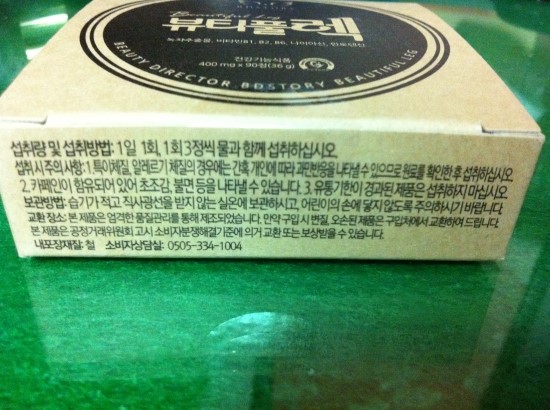 Beautiful Leg
뷰티풀렉
녹차추출물, 비타민B1, B2, B6, 나이아신, 판토텐산
건강기능식품
400 mg × 90정(36 g)
BEAUTY DIRECTOR BDSTORY BEAUTIFUL LEG
섭취량 및 섭취방법: 1일 1회, 1회 3정씩 물과 함께 섭취하십시오.
섭취 시 주의 사항: 1. 특이체질, 알레르기 체질의 경우에는 간혹 개인에 따라 과민반응을 나타낼 수 있으므로 원료를 확인한 후 섭취하십시오.
2. 카페인이 함유되어 있어 초조감, 불면 등을 나타낼 수 있습니다. 3. 유통기한이 경과된 제품은 섭취하지 마십시오.
보관방법: 습기가 적고 직사광선을 받지 않는 실온에 보관하시고, 어린이의 손에 닿지 않도록 주의하시기 바랍니다.
교환 장소: 본 제품은 엄격한 품질관리를 통해 제조되었습니다. 만약 구입 시 변질, 오손된 제품은 구입처에서 교환하여 드립니다.
본 제품은 공정거래위원회 고시 소비자분쟁해결기준에 의거 교환 또는 보상받을 수 있습니다.
내포장재질: 철 소비자상담실: 0505-334-1004